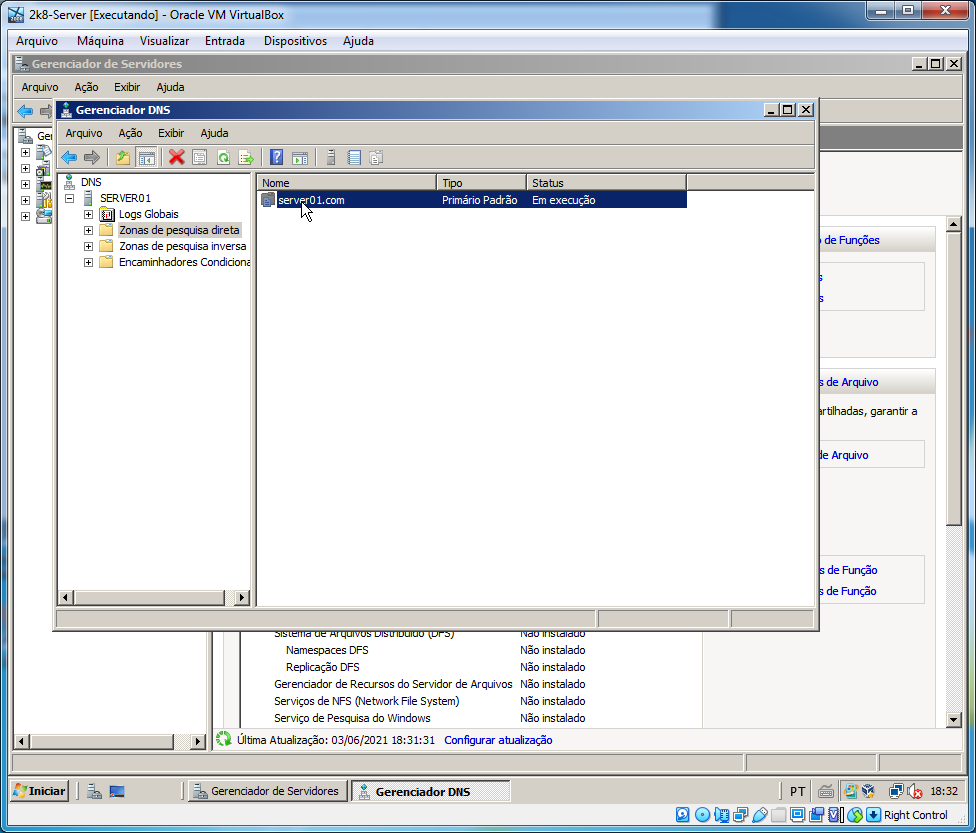 2k8-Server [Executando] - Oracle VM VirtualBox
Arquivo Máquina Visualizar Entrada Dispositivos Ajuda
Gerenciador de Servidores
Arquivo Ação Exibir Ajuda
Gerenciador DNS
Arquivo Ação Exibir Ajuda
DNS
SERVER01
Logs Globais
Zonas de pesquisa direta
Zonas de pesquisa inversa
Encaminhadores Condiciona
Nome Tipo Status
server01.com Primário Padrão Em execução
Ger
o de Funções
s
s
s de Arquivo
artilhadas, garantir a
de Arquivo
s de Função
s de Função
Sistema de Arquivos Distribuído (DFS) Não instalado
Namespaces DFS Não instalado
Replicação DFS Não instalado
Gerenciador de Recursos do Servidor de Arquivos Não instalado
Serviços de NFS (Network File System) Não instalado
Serviço de Pesquisa do Windows Não instalado
Última Atualização: 03/06/2021 18:31:31 Configurar atualização
Iniciar Gerenciador de Servidores Gerenciador DNS PT 18:32
Right Control